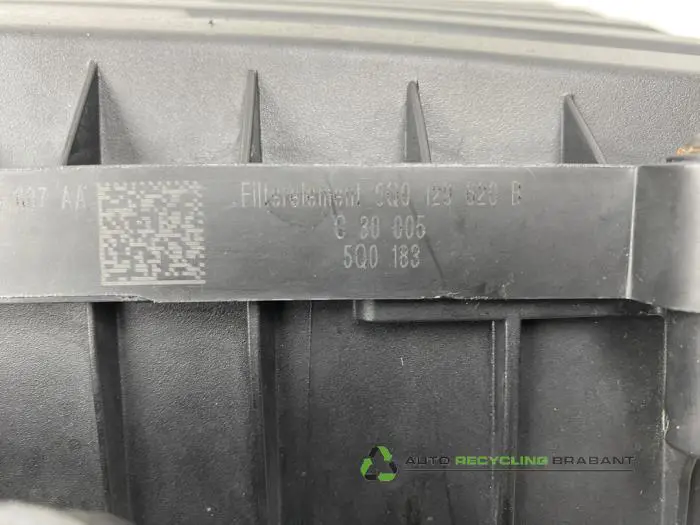 AA
Filterelement 5Q0 129 620 B
C 30 005
5Q0 183
AUTO RECYCLING BRABANT